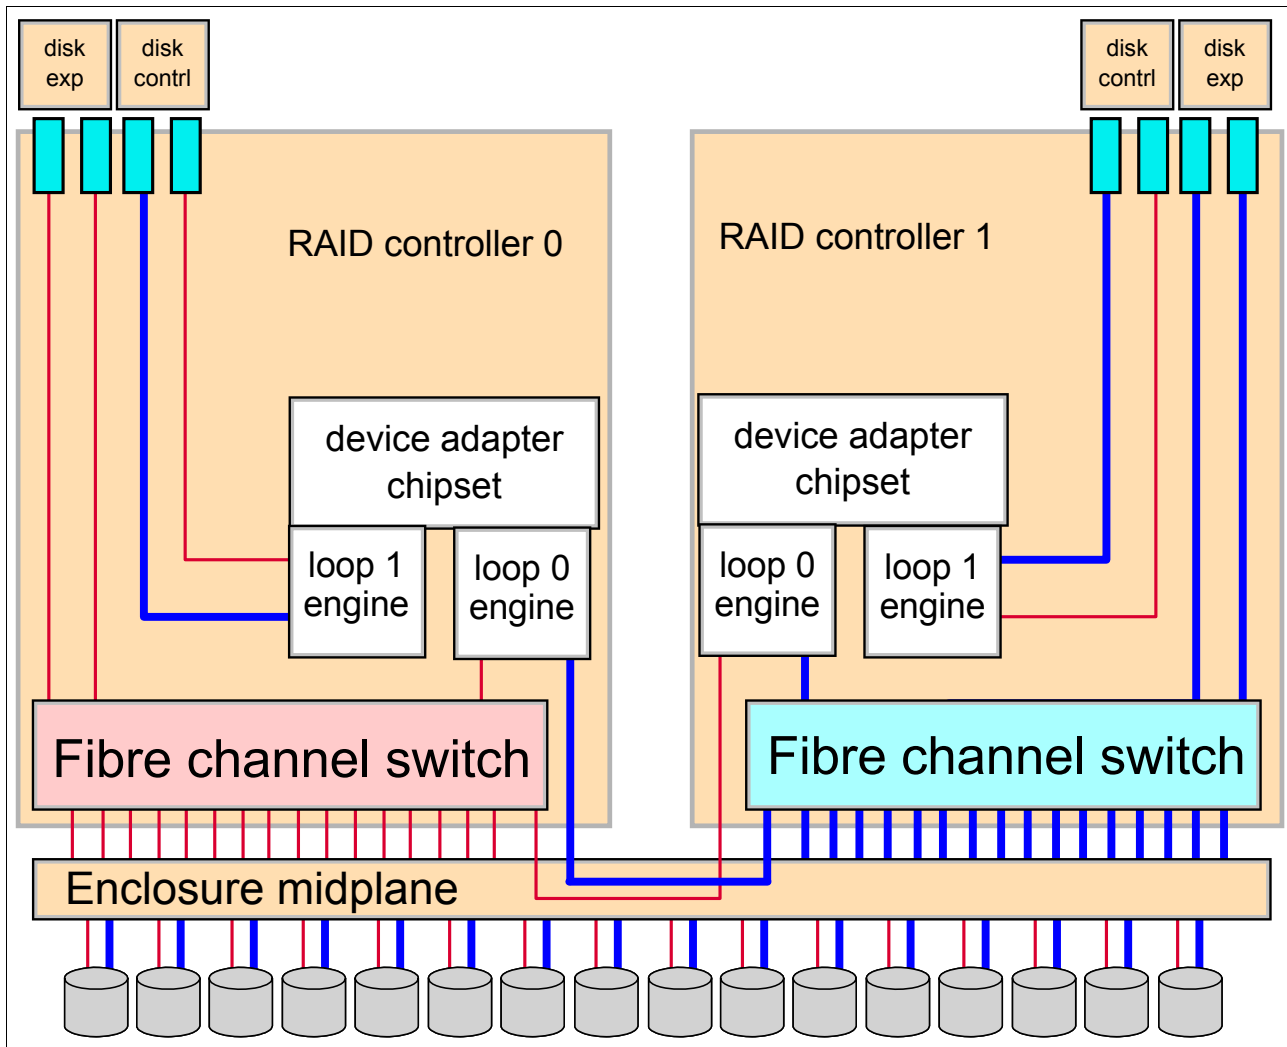 disk
exp
disk
contrl
disk
contrl
disk
exp
RAID controller 0
RAID controller 1
device adapter
chipset
device adapter
chipset
loop 1
engine
loop 0
engine
loop 0
engine
loop 1
engine
Fibre channel switch
Fibre channel switch
Enclosure midplane